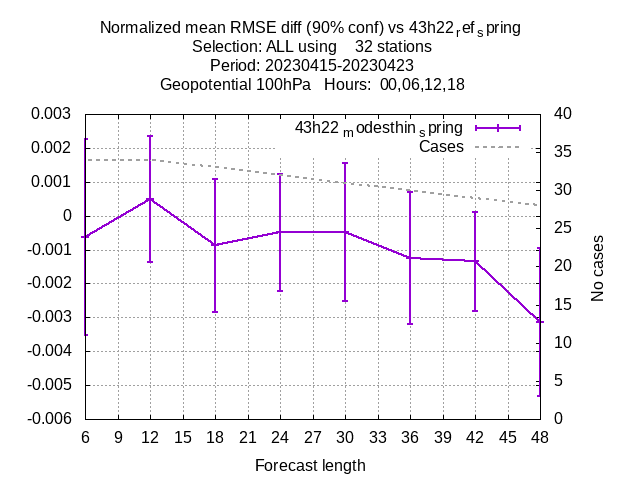 Normalized mean RMSE diff (90% conf) vs 43h22refspring
Selection: ALL using    32 stations
Period: 20230415-20230423
Geopotential 100hPa   Hours:  00,06,12,18
43h22modesthinspring
Cases
0.003
0.002
0.001
0
-0.001
-0.002
-0.003
-0.004
-0.005
-0.006
40
35
30
25
20
15
10
5
0
No cases
6 9 12 15 18 21 24 27 30 33 36 39 42 45 48
Forecast length